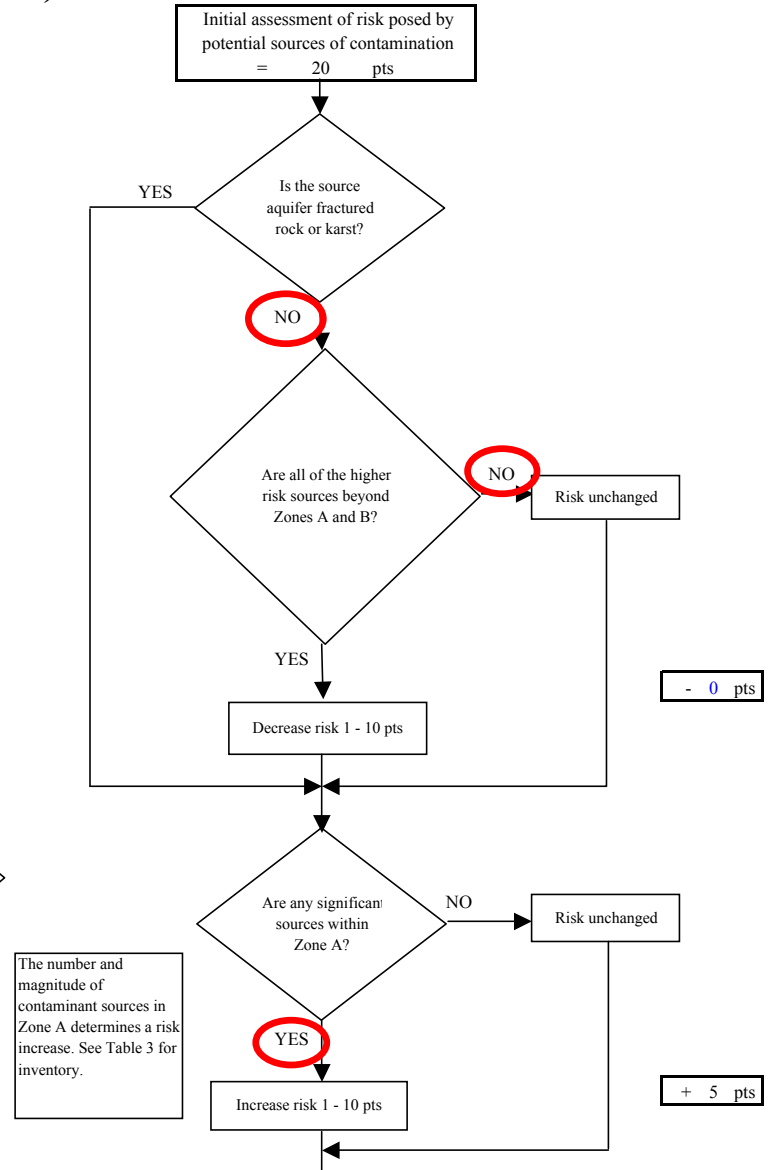 Initial assessment of risk posed by
potential sources of contamination
= 20 pts
YES
Is the source
aquifer fractured
rock or karst?
NO
Are all of the higher
risk sources beyond
Zones A and B?
NO
Risk unchanged
YES
- 0 pts
Decrease risk 1 - 10 pts
Are any significant
sources within
Zone A?
NO
Risk unchanged
The number and
magnitude of
contaminant sources in
Zone A determines a risk
increase. See Table 3 for
inventory.
YES
Increase risk 1 - 10 pts
+ 5 pts